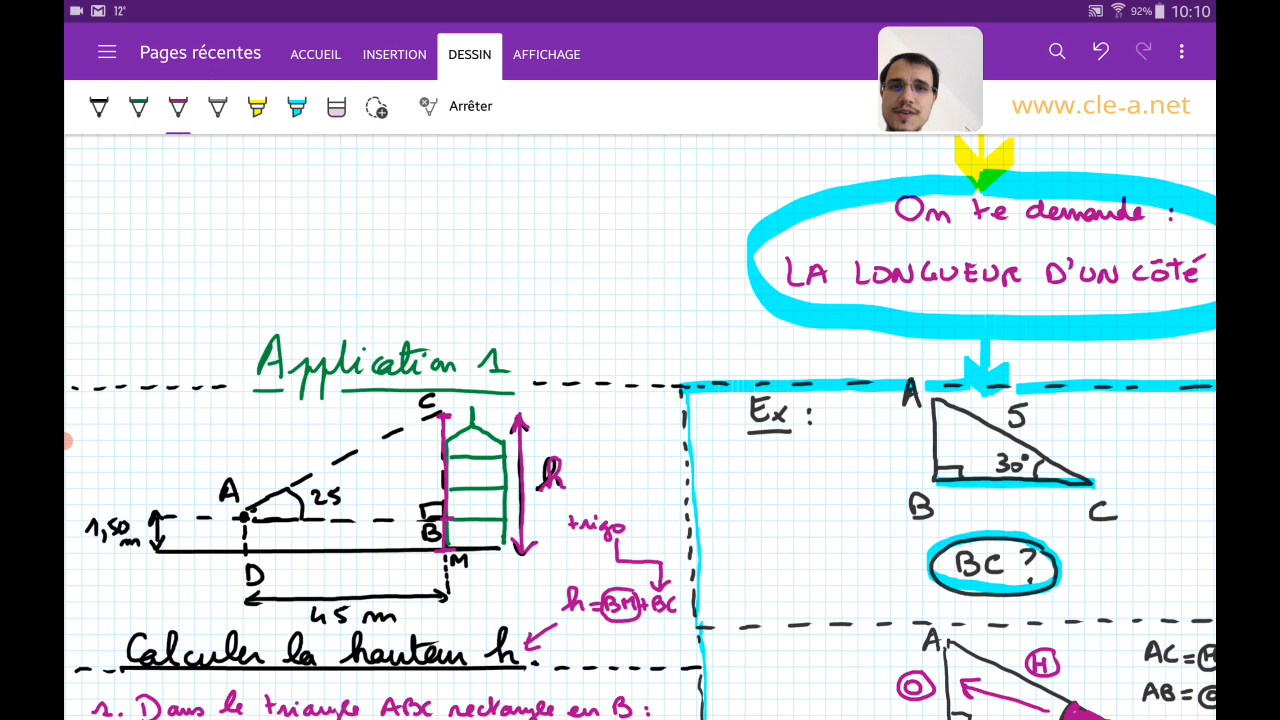 12° 92% 10:10
Pages récentes ACCUEIL INSERTION DESSIN AFFICHAGE
Arrêter
www.cle-a.net
On te demande :
LA LONGUEUR D'UN CÔTÉ
Application 1
C
A 25
h
1,50 m
B
M
D
45 m
trigo
h = BM + BC
Calculer la hauteur h.
1. Dans le triangle ABC rectangle en B :
Ex :
A
5
30°
B C
BC ?
A
H
O
AC = H
AB =